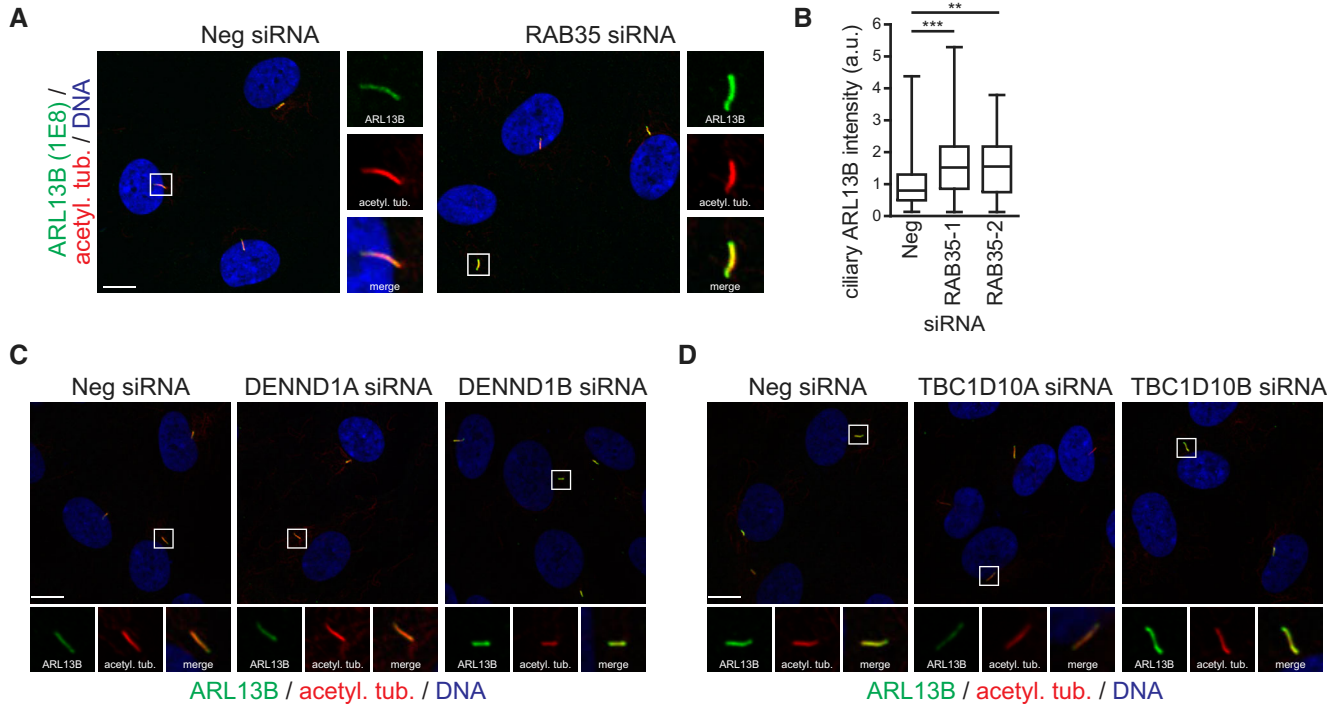 A
Neg siRNA
RAB35 siRNA
ARL13B (1E8) /
acetyl. tub. / DNA
ARL13B
acetyl. tub.
merge
ARL13B
acetyl. tub.
merge
B
**
***
ciliary ARL13B intensity (a.u.)
6
5
4
3
2
1
0
Neg
RAB35-1
RAB35-2
siRNA
C
Neg siRNA
DENND1A siRNA
DENND1B siRNA
ARL13B
acetyl. tub.
merge
ARL13B
acetyl. tub.
merge
ARL13B
acetyl. tub.
merge
ARL13B / acetyl. tub. / DNA
D
Neg siRNA
TBC1D10A siRNA
TBC1D10B siRNA
ARL13B
acetyl. tub.
merge
ARL13B
acetyl. tub.
merge
ARL13B
acetyl. tub.
merge
ARL13B / acetyl. tub. / DNA